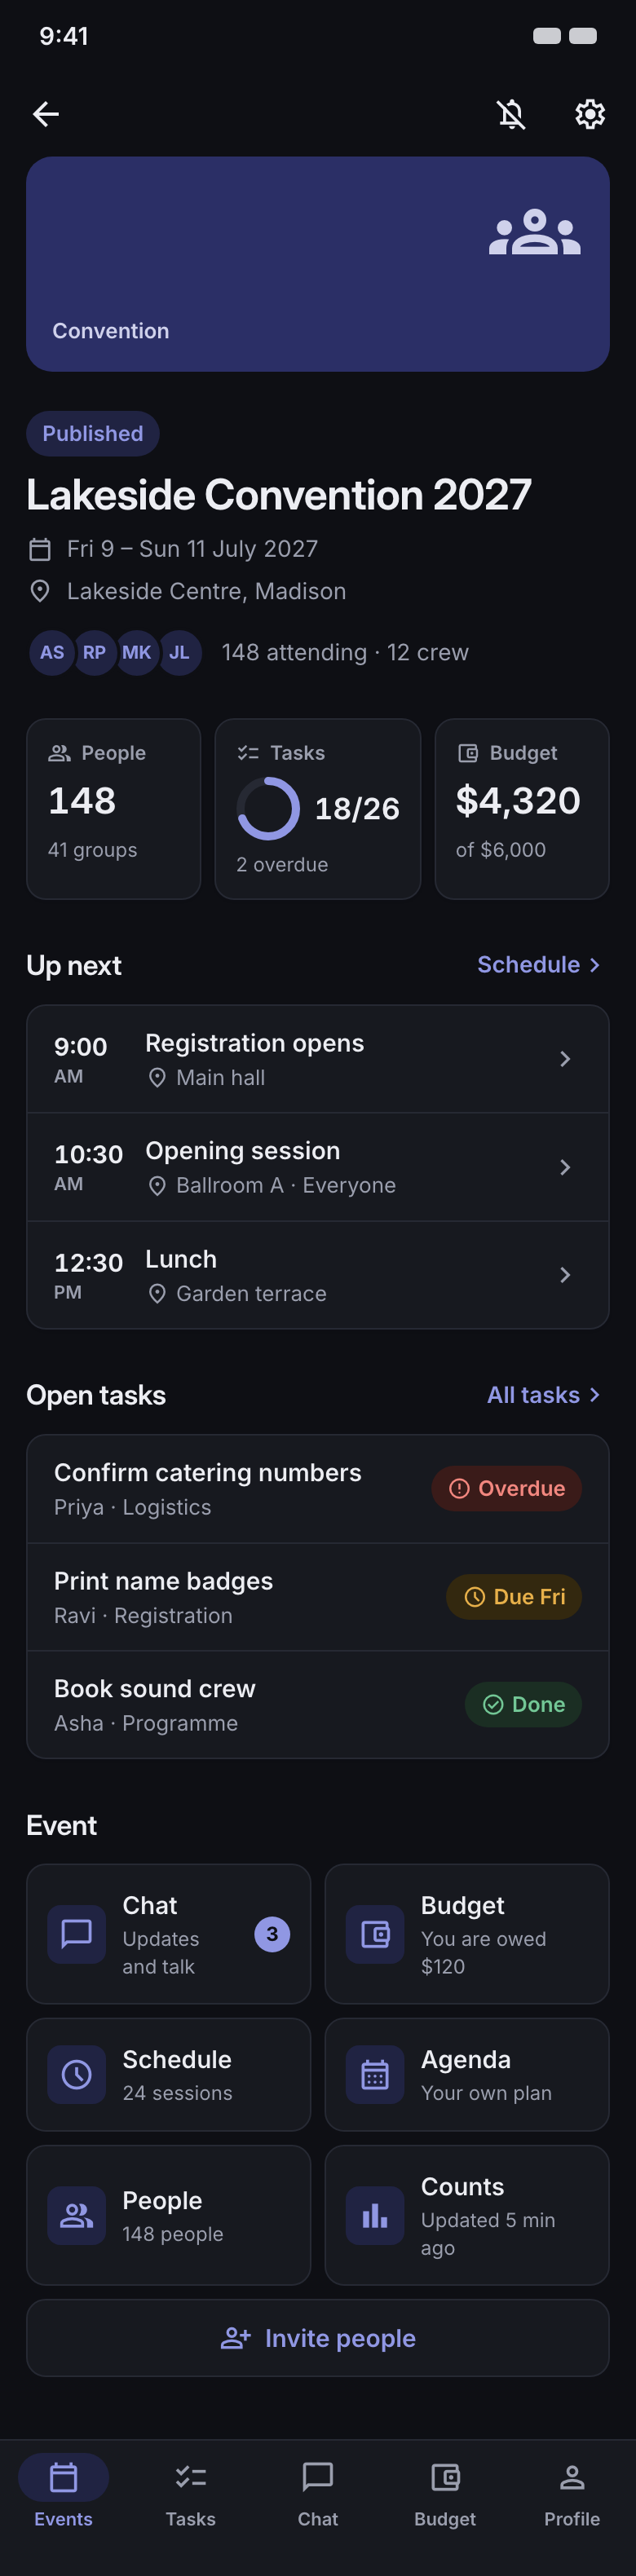 9:41
Convention
Published
Lakeside Convention 2027
Fri 9 – Sun 11 July 2027
Lakeside Centre, Madison
AS RP MK JL 148 attending · 12 crew
People
148
41 groups
Tasks
18/26
2 overdue
Budget
$4,320
of $6,000
Up next
Schedule
9:00 AM
Registration opens
Main hall
10:30 AM
Opening session
Ballroom A · Everyone
12:30 PM
Lunch
Garden terrace
Open tasks
All tasks
Confirm catering numbers
Priya · Logistics
Overdue
Print name badges
Ravi · Registration
Due Fri
Book sound crew
Asha · Programme
Done
Event
Chat
Updates
and talk
3
Budget
You are owed
$120
Schedule
24 sessions
Agenda
Your own plan
People
148 people
Counts
Updated 5 min
ago
Invite people
Events
Tasks
Chat
Budget
Profile